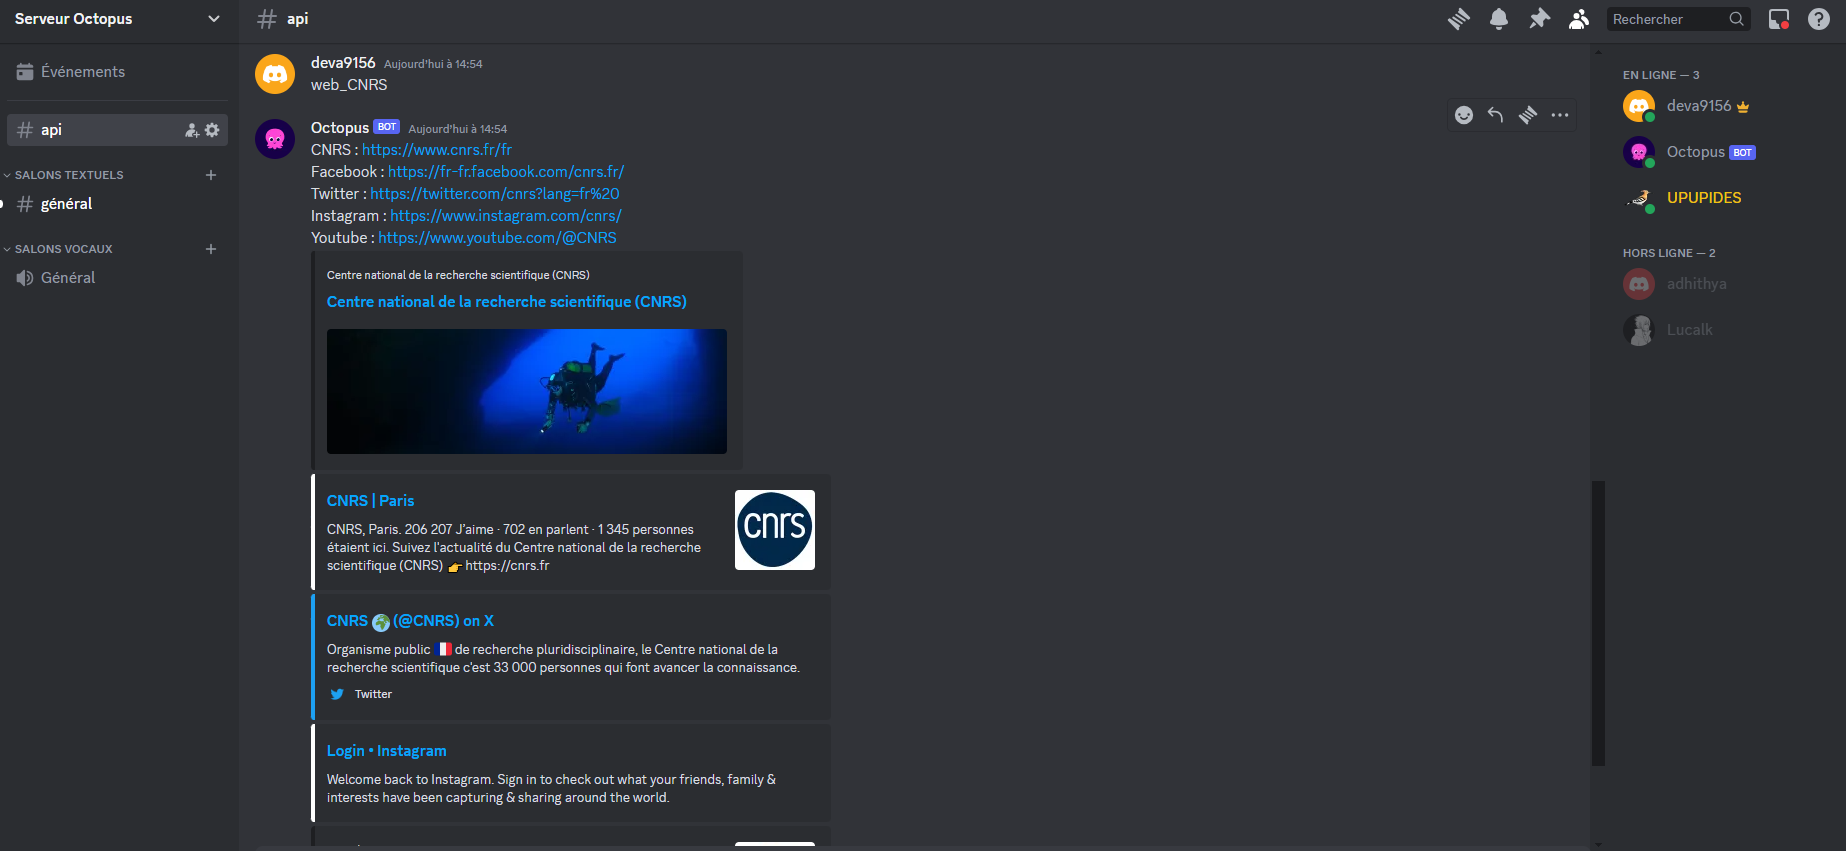 Serveur Octopus
Événements
api
SALONS TEXTUELS
général
SALONS VOCAUX
Général
api
Rechercher
deva9156 Aujourd'hui à 14:54
web_CNRS
Octopus BOT Aujourd'hui à 14:54
CNRS : https://www.cnrs.fr/fr
Facebook : https://fr-fr.facebook.com/cnrs.fr/
Twitter : https://twitter.com/cnrs?lang=fr%20
Instagram : https://www.instagram.com/cnrs/
Youtube : https://www.youtube.com/@CNRS
Centre national de la recherche scientifique (CNRS)
Centre national de la recherche scientifique (CNRS)
CNRS | Paris
CNRS, Paris. 206 207 J'aime · 702 en parlent · 1 345 personnes
étaient ici. Suivez l'actualité du Centre national de la recherche
scientifique (CNRS) 👉 https://cnrs.fr
cnrs
CNRS 🌍 (@CNRS) on X
Organisme public 🇫🇷 de recherche pluridisciplinaire, le Centre national de la
recherche scientifique c'est 33 000 personnes qui font avancer la connaissance.
Twitter
Login • Instagram
Welcome back to Instagram. Sign in to check out what your friends, family &
interests have been capturing & sharing around the world.
EN LIGNE — 3
deva9156
Octopus BOT
UPUPIDES
HORS LIGNE — 2
adhithya
Lucalk